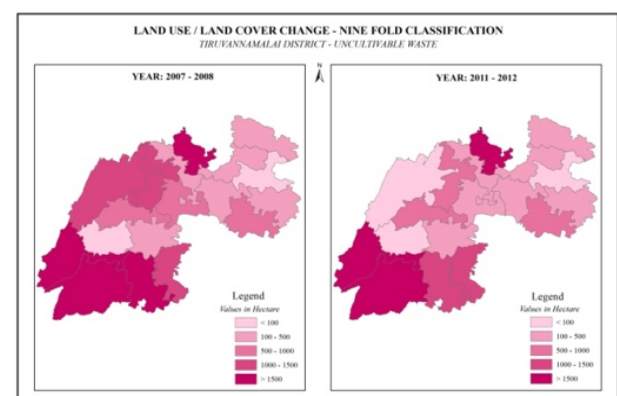 LAND USE / LAND COVER CHANGE - NINE FOLD CLASSIFICATION
TIRUVANNAMALAI DISTRICT - UNCULTIVABLE WASTE
YEAR: 2007 - 2008
N
YEAR: 2011 - 2012
Legend
Values in Hectare
< 100
100 - 500
500 - 1000
1000 - 1500
> 1500
Legend
Values in Hectare
< 100
100 - 500
500 - 1000
1000 - 1500
> 1500